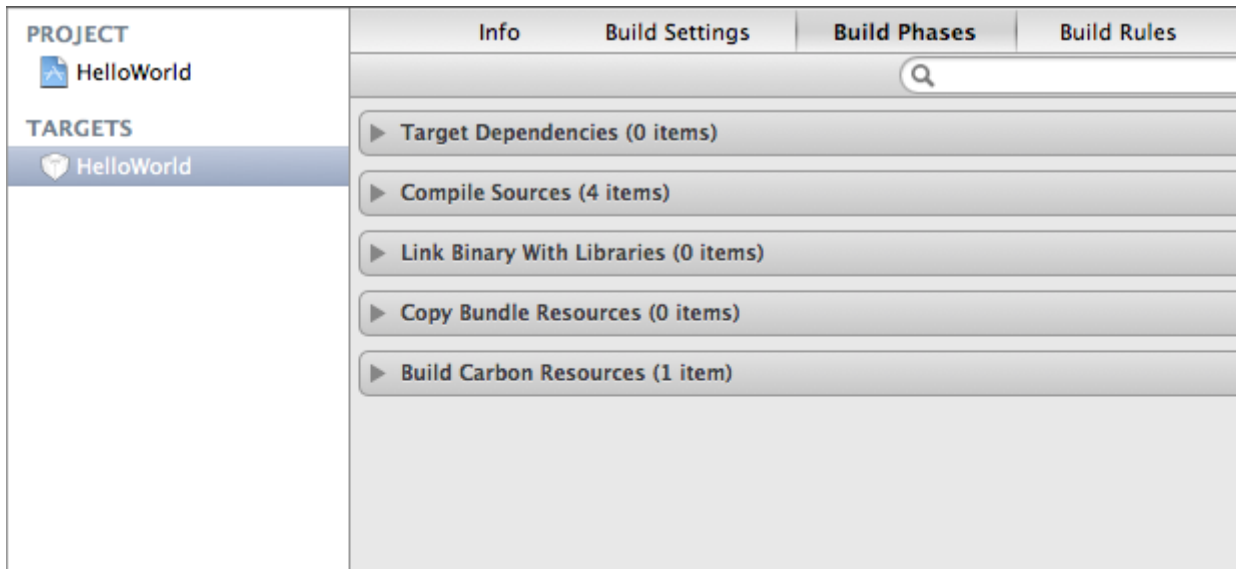 PROJECT
HelloWorld
TARGETS
HelloWorld
Info Build Settings Build Phases Build Rules
Target Dependencies (0 items)
Compile Sources (4 items)
Link Binary With Libraries (0 items)
Copy Bundle Resources (0 items)
Build Carbon Resources (1 item)